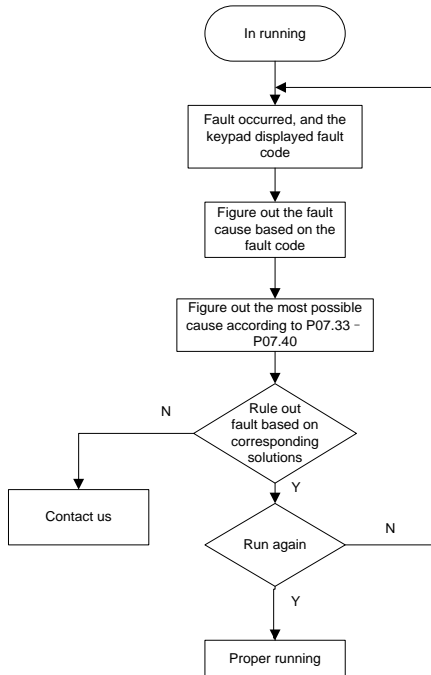 In running
Fault occurred, and the
keypad displayed fault
code
Figure out the fault
cause based on the
fault code
Figure out the most possible
cause according to P07.33 –
P07.40
N
Rule out
fault based on
corresponding
solutions
Y
Contact us
Run again
N
Y
Proper running